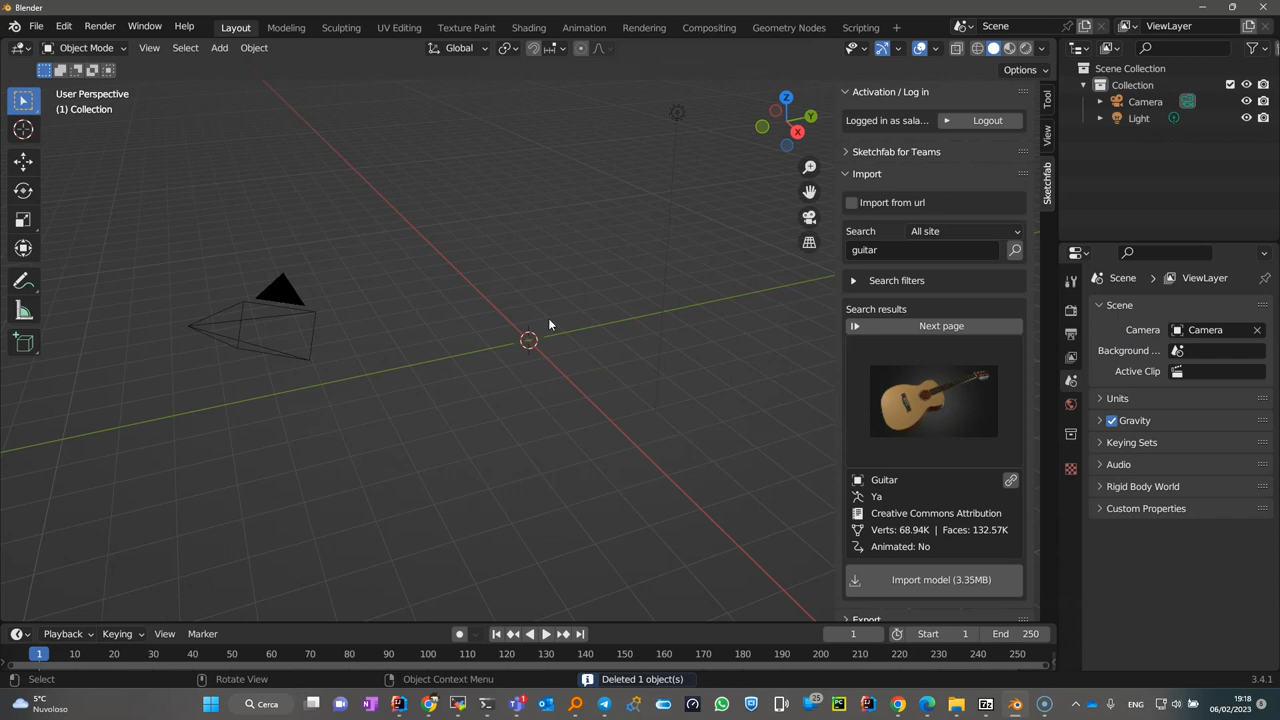 Blender
File Edit Render Window Help Layout Modeling Sculpting UV Editing Texture Paint Shading Animation Rendering Compositing Geometry Nodes Scripting + Scene ViewLayer
Object Mode View Select Add Object Global
Options
User Perspective
(1) Collection
Z
Y
X
Activation / Log in
Logged in as sala... Logout
Sketchfab for Teams
Import
Import from url
Search All site
guitar
Search filters
Search results
Next page
Guitar
Ya
Creative Commons Attribution
Verts: 68.94K | Faces: 132.57K
Animated: No
Import model (3.35MB)
Export
Tool
View
Sketchfab
Scene Collection
Collection
Camera
Light
Scene ViewLayer
Scene
Camera Camera
Background ...
Active Clip
Units
Gravity
Keying Sets
Audio
Rigid Body World
Custom Properties
Playback Keying View Marker 1 Start 1 End 250
1 10 20 30 40 50 60 70 80 90 100 110 120 130 140 150 160 170 180 190 200 210 220 230 240 250
Select Rotate View Object Context Menu Deleted 1 object(s) 3.4.1
5°C
Nuvoloso
Cerca
25
ENG
19:18
06/02/2023